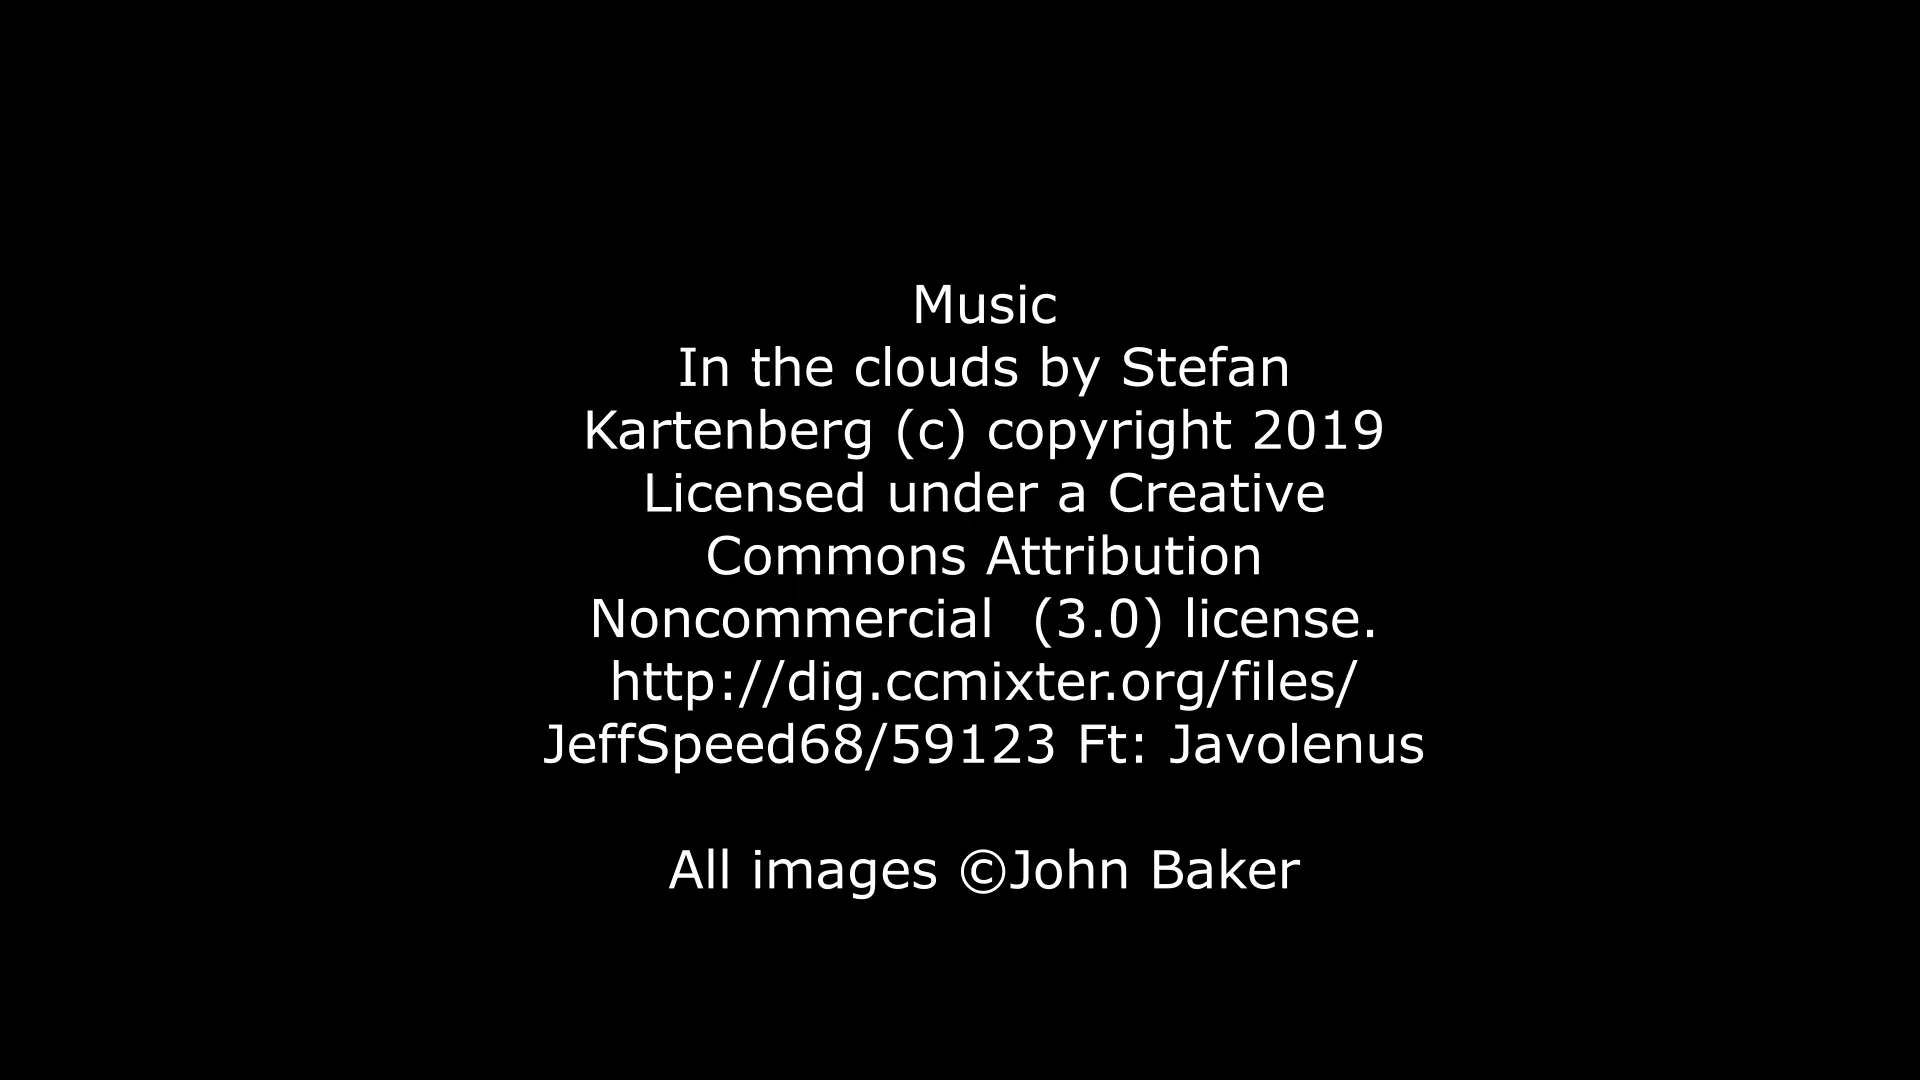 Music
In the clouds by Stefan
Kartenberg (c) copyright 2019
Licensed under a Creative
Commons Attribution
Noncommercial  (3.0) license.
http://dig.ccmixter.org/files/
JeffSpeed68/59123 Ft: Javolenus
All images ©John Baker